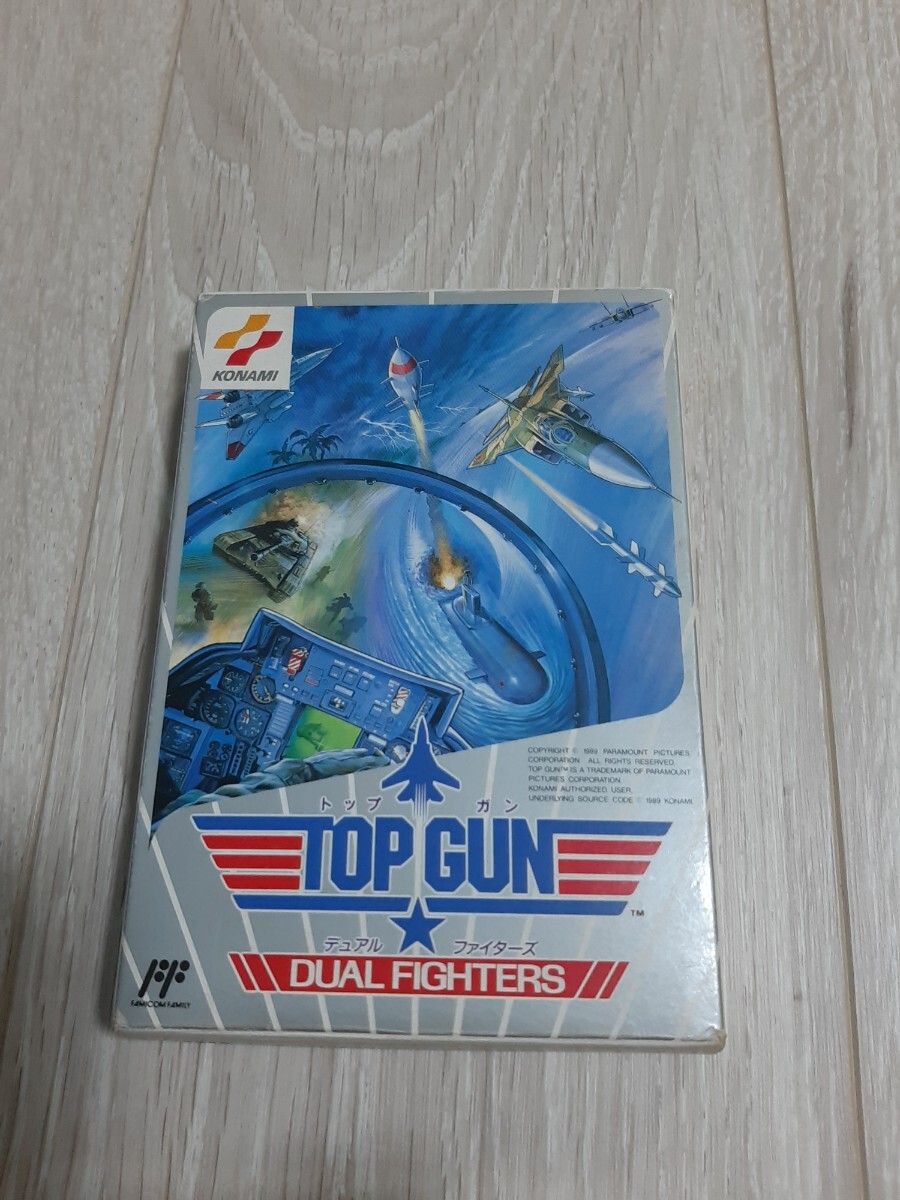 KONAMI
COPYRIGHT © 1989 PARAMOUNT PICTURES
CORPORATION. ALL RIGHTS RESERVED.
TOP GUN™ IS A TRADEMARK OF PARAMOUNT
PICTURES CORPORATION.
KONAMI AUTHORIZED USER.
UNDERLYING SOURCE CODE © 1989 KONAMI
トップ ガン
TOP GUN
TM
デュアル ファイターズ
DUAL FIGHTERS
FAMICOM FAMILY